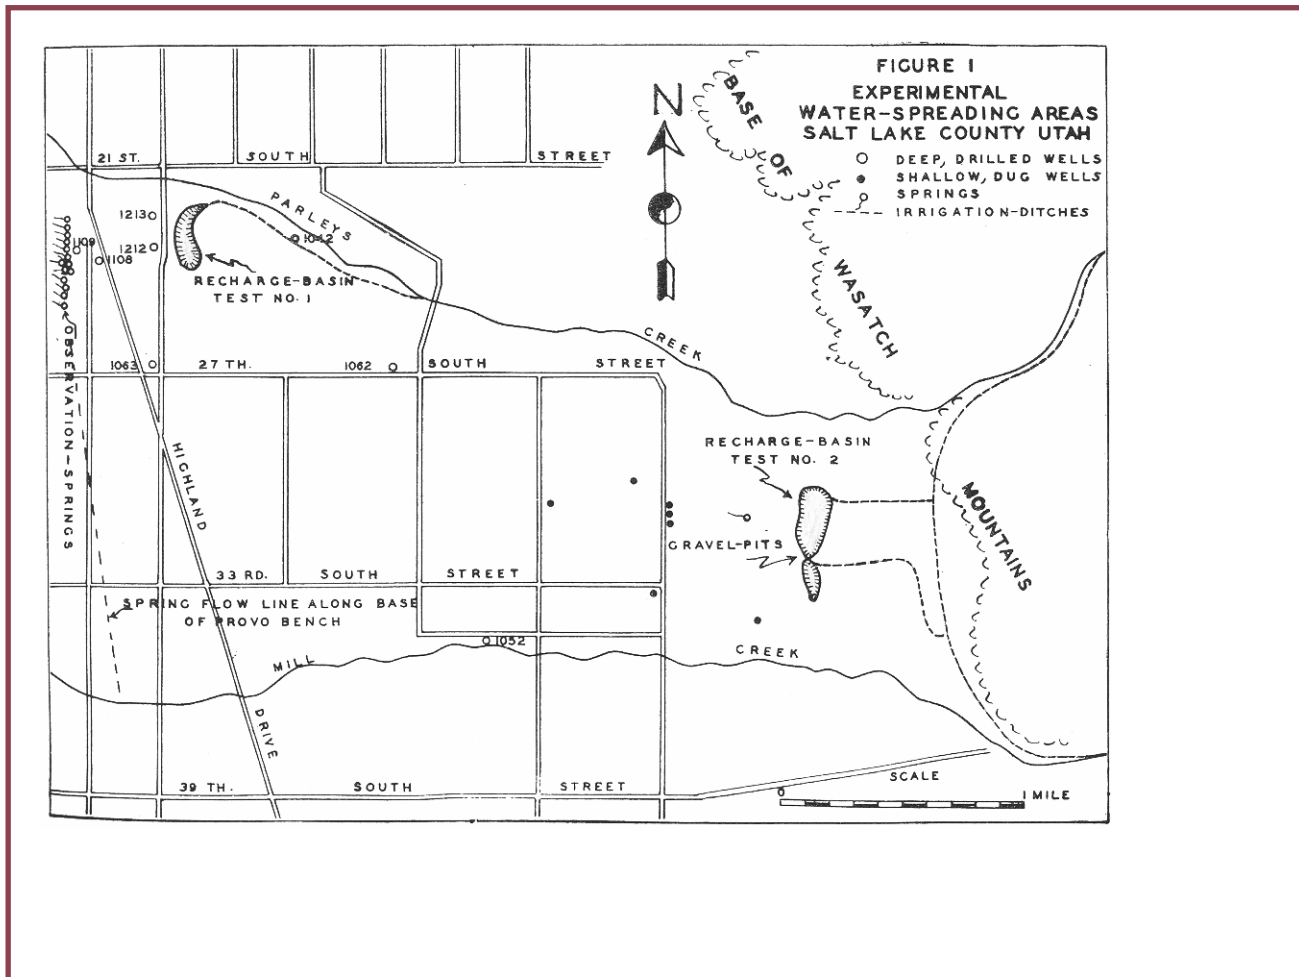 FIGURE 1
EXPERIMENTAL
WATER-SPREADING AREAS
SALT LAKE COUNTY UTAH
DEEP, DRILLED WELLS
SHALLOW, DUG WELLS
SPRINGS
IRRIGATION-DITCHES
N
BASE OF WASATCH MOUNTAINS
21 ST. SOUTH STREET
PARLEYS CREEK
1213
1212
1109
1108
1042
RECHARGE-BASIN
TEST NO. 1
OBSERVATION-SPRINGS
1063
27 TH. SOUTH STREET
1062
HIGHLAND DRIVE
RECHARGE-BASIN
TEST NO. 2
GRAVEL-PITS
33 RD. SOUTH STREET
SPRING FLOW LINE ALONG BASE
OF PROVO BENCH
1052
MILL CREEK
39 TH. SOUTH STREET
SCALE
0 1 MILE